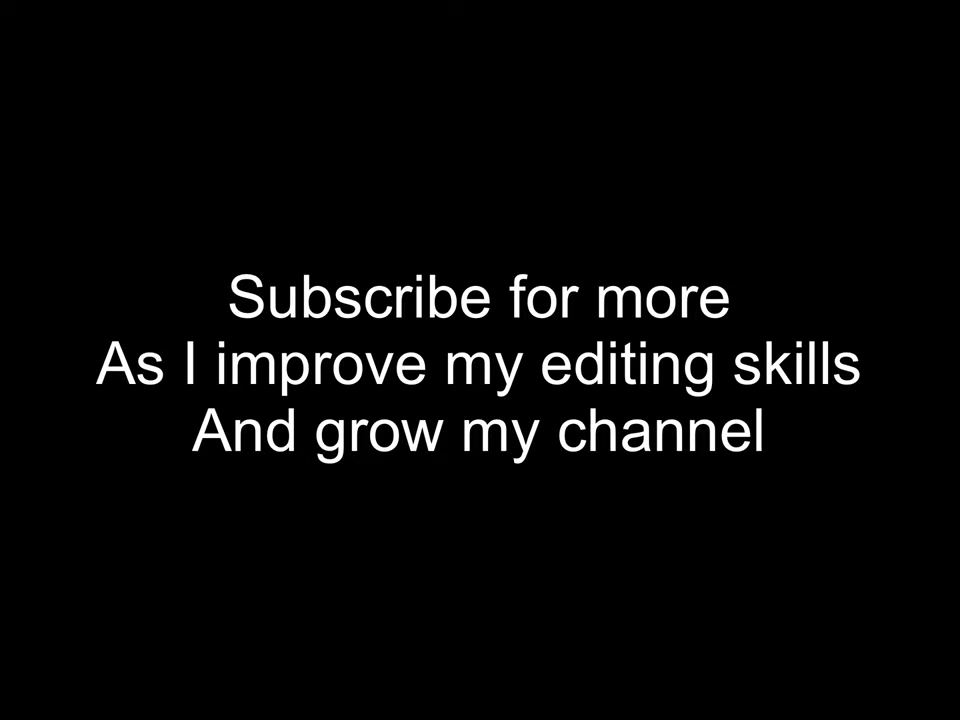 Subscribe for more
As I improve my editing skills
And grow my channel